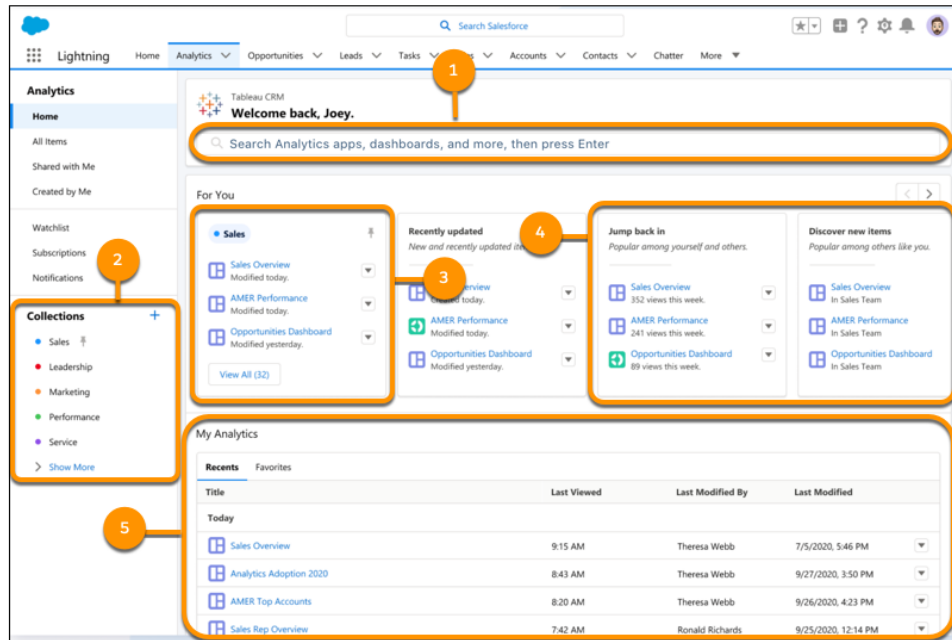 Search Salesforce
Lightning
Home
Analytics
Opportunities
Leads
Tasks
Accounts
Contacts
Chatter
More
1
Analytics
Home
All Items
Shared with Me
Created by Me
Watchlist
Subscriptions
Notifications
2
Collections
Sales
Leadership
Marketing
Performance
Service
Show More
Tableau CRM
Welcome back, Joey.
Search Analytics apps, dashboards, and more, then press Enter
For You
Sales
Sales Overview
Modified today.
AMER Performance
Modified today.
Opportunities Dashboard
Modified yesterday.
View All (32)
3
Recently updated
New and recently updated
Created today.
AMER Performance
Modified today.
Opportunities Dashboard
Modified yesterday.
4
Jump back in
Popular among yourself and others.
Sales Overview
352 views this week.
AMER Performance
241 views this week.
Opportunities Dashboard
89 views this week.
Discover new items
Popular among others like you.
Sales Overview
In Sales Team
AMER Performance
In Sales Team
Opportunities Dashboard
In Sales Team
5
My Analytics
Recents Favorites
Title Last Viewed Last Modified By Last Modified
Today
Sales Overview 9:15 AM Theresa Webb 7/5/2020, 5:46 PM
Analytics Adoption 2020 8:43 AM Theresa Webb 9/27/2020, 3:50 PM
AMER Top Accounts 8:20 AM Theresa Webb 9/26/2020, 4:23 PM
Sales Rep Overview 7:42 AM Ronald Richards 9/25/2020, 12:14 PM